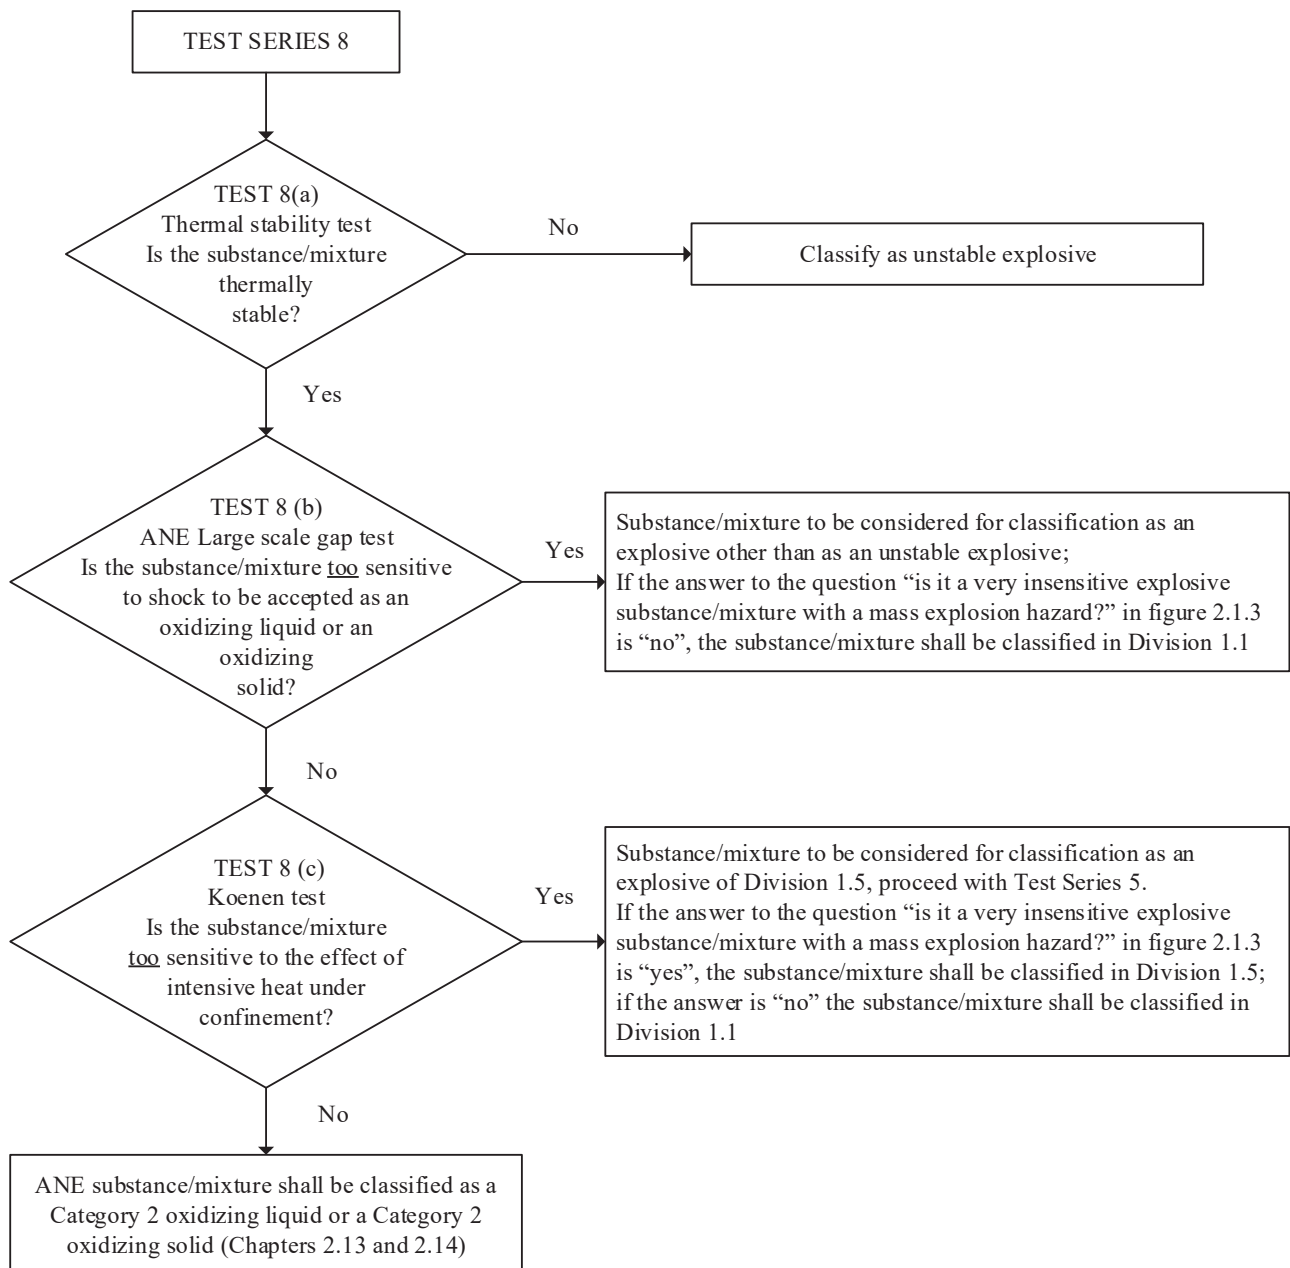 TEST SERIES 8
TEST 8(a)
Thermal stability test
Is the substance/mixture
thermally
stable?
No
Classify as unstable explosive
Yes
TEST 8 (b)
ANE Large scale gap test
Is the substance/mixture too sensitive
to shock to be accepted as an
oxidizing liquid or an
oxidizing
solid?
Yes
Substance/mixture to be considered for classification as an
explosive other than as an unstable explosive;
If the answer to the question “is it a very insensitive explosive
substance/mixture with a mass explosion hazard?” in figure 2.1.3
is “no”, the substance/mixture shall be classified in Division 1.1
No
TEST 8 (c)
Koenen test
Is the substance/mixture
too sensitive to the effect of
intensive heat under
confinement?
Yes
Substance/mixture to be considered for classification as an
explosive of Division 1.5, proceed with Test Series 5.
If the answer to the question “is it a very insensitive explosive
substance/mixture with a mass explosion hazard?” in figure 2.1.3
is “yes”, the substance/mixture shall be classified in Division 1.5;
if the answer is “no” the substance/mixture shall be classified in
Division 1.1
No
ANE substance/mixture shall be classified as a
Category 2 oxidizing liquid or a Category 2
oxidizing solid (Chapters 2.13 and 2.14)